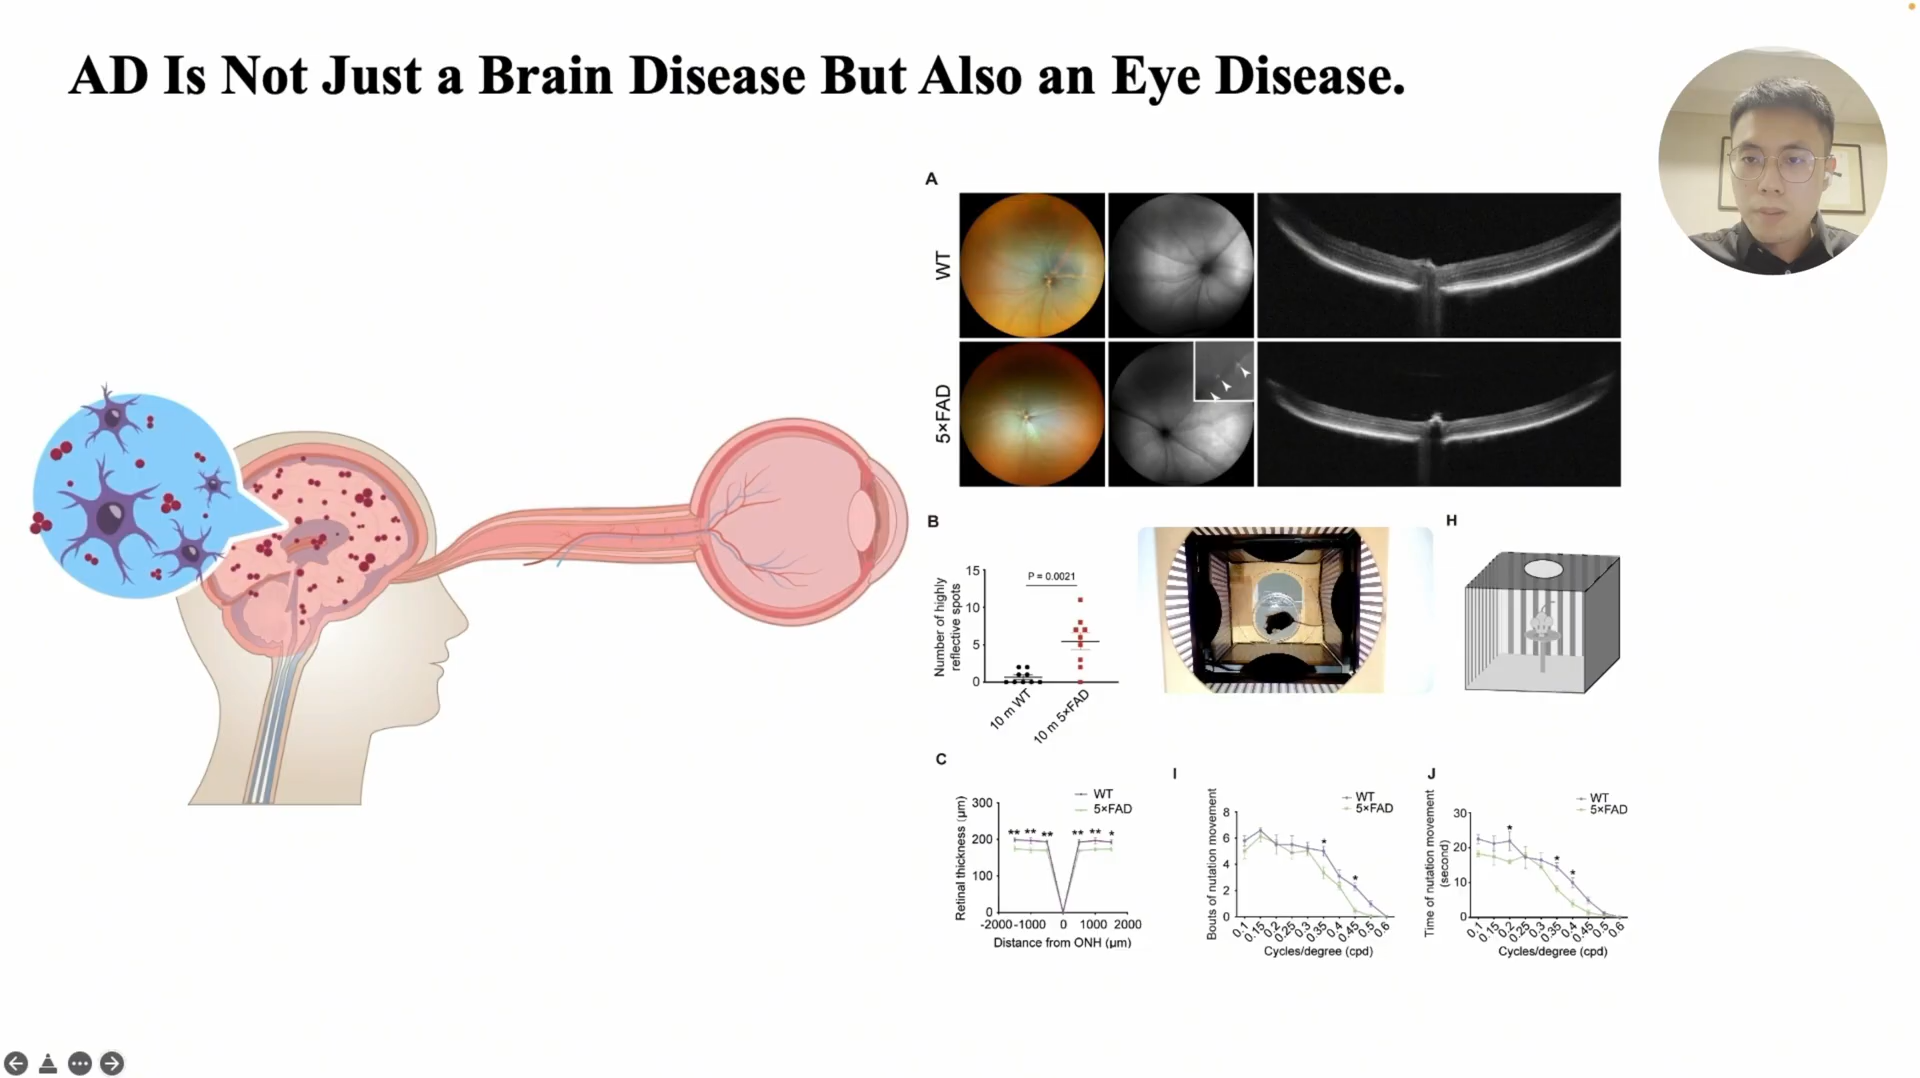 AD Is Not Just a Brain Disease But Also an Eye Disease.
A
WT
5×FAD
B
Number of highly
reflective spots
15
10
5
0
P = 0.0021
10 m WT
10 m 5×FAD
H
C
Retinal thickness (µm)
300
200
100
0
WT
5×FAD
** ** ** ** ** *
-2000 -1000 0 1000 2000
Distance from ONH (µm)
I
Bouts of nutation movement
8
6
4
2
0
WT
5×FAD
* *
0.1 0.15 0.2 0.25 0.3 0.35 0.4 0.45 0.5 0.6
Cycles/degree (cpd)
J
Time of nutation movement
(second)
30
20
10
0
WT
5×FAD
* * *
0.1 0.15 0.2 0.25 0.3 0.35 0.4 0.45 0.5 0.6
Cycles/degree (cpd)